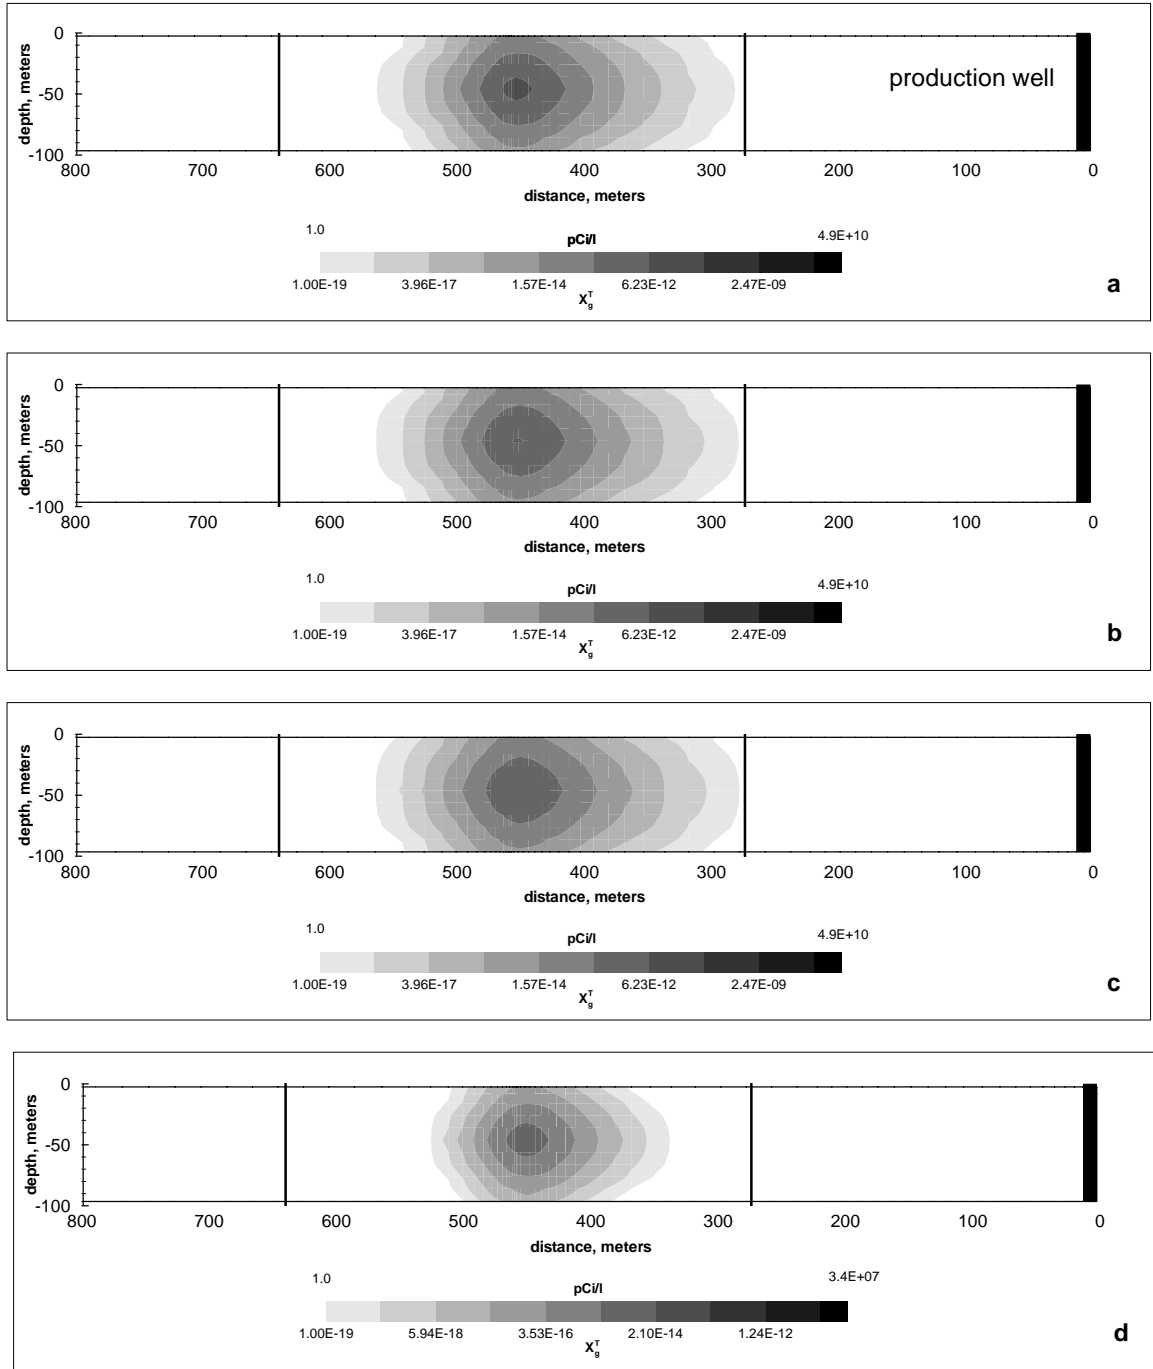 0
-50
-100
depth, meters
production well
800 700 600 500 400 300 200 100 0
distance, meters
1.0 pCi/l 4.9E+10
1.00E-19 3.96E-17 1.57E-14 6.23E-12 2.47E-09
X_g^T
a
0
-50
-100
depth, meters
800 700 600 500 400 300 200 100 0
distance, meters
1.0 pCi/l 4.9E+10
1.00E-19 3.96E-17 1.57E-14 6.23E-12 2.47E-09
X_g^T
b
0
-50
-100
depth, meters
800 700 600 500 400 300 200 100 0
distance, meters
1.0 pCi/l 4.9E+10
1.00E-19 3.96E-17 1.57E-14 6.23E-12 2.47E-09
X_g^T
c
0
-50
-100
depth, meters
800 700 600 500 400 300 200 100 0
distance, meters
1.0 pCi/l 3.4E+07
1.00E-19 5.94E-18 3.53E-16 2.10E-14 1.24E-12
X_g^T
d